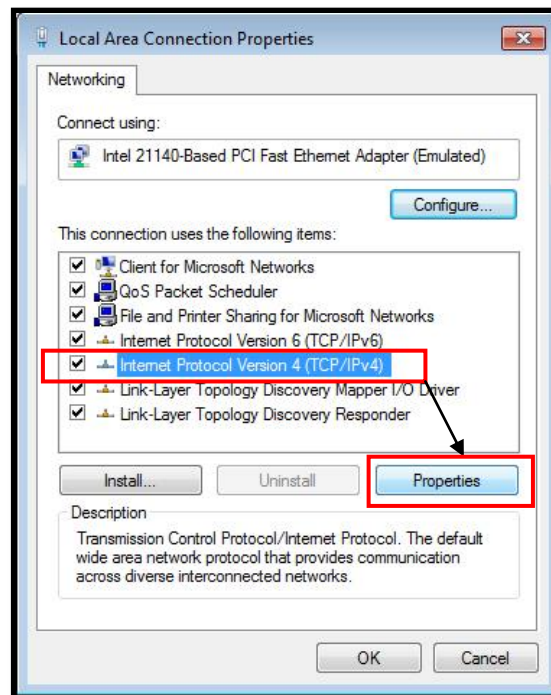 Local Area Connection Properties
Networking
Connect using:
Intel 21140-Based PCI Fast Ethernet Adapter (Emulated)
Configure...
This connection uses the following items:
Client for Microsoft Networks
QoS Packet Scheduler
File and Printer Sharing for Microsoft Networks
Internet Protocol Version 6 (TCP/IPv6)
Internet Protocol Version 4 (TCP/IPv4)
Link-Layer Topology Discovery Mapper I/O Driver
Link-Layer Topology Discovery Responder
Install...
Uninstall
Properties
Description
Transmission Control Protocol/Internet Protocol. The default
wide area network protocol that provides communication
across diverse interconnected networks.
OK
Cancel